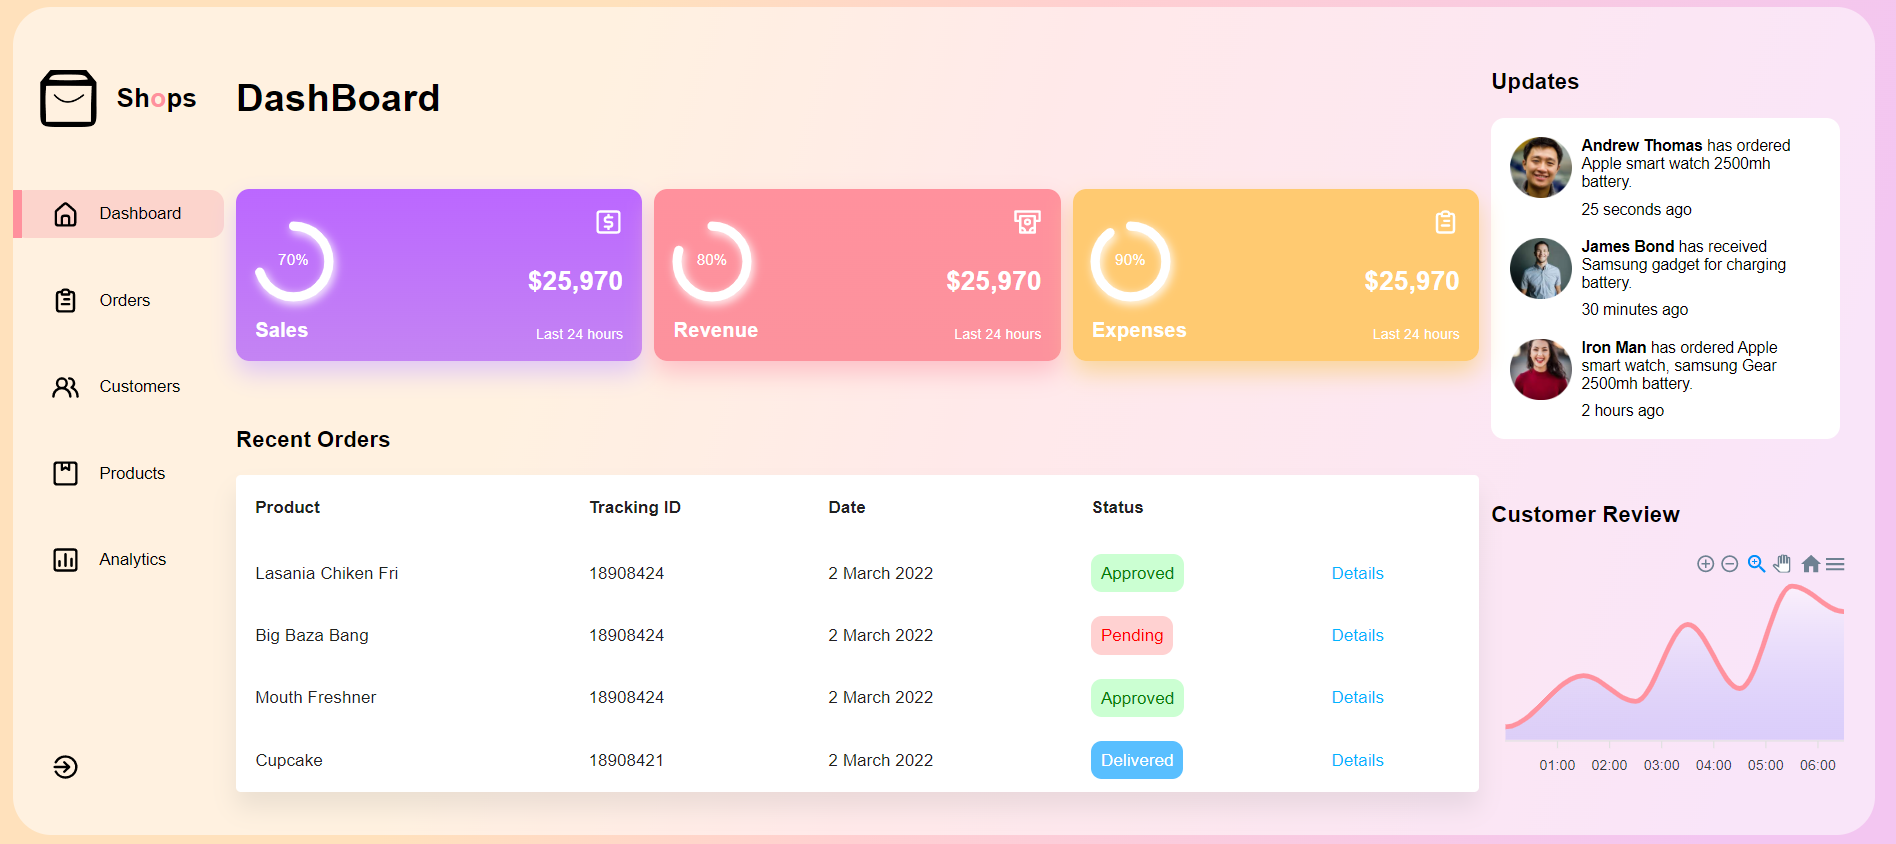 Shops
Dashboard
Orders
Customers
Products
Analytics
DashBoard
70%
$25,970
Sales
Last 24 hours
80%
$25,970
Revenue
Last 24 hours
90%
$25,970
Expenses
Last 24 hours
Recent Orders
Product Tracking ID Date Status
Lasania Chiken Fri 18908424 2 March 2022 Approved Details
Big Baza Bang 18908424 2 March 2022 Pending Details
Mouth Freshner 18908424 2 March 2022 Approved Details
Cupcake 18908421 2 March 2022 Delivered Details
Updates
Andrew Thomas has ordered
Apple smart watch 2500mh
battery.
25 seconds ago
James Bond has received
Samsung gadget for charging
battery.
30 minutes ago
Iron Man has ordered Apple
smart watch, samsung Gear
2500mh battery.
2 hours ago
Customer Review
01:00 02:00 03:00 04:00 05:00 06:00